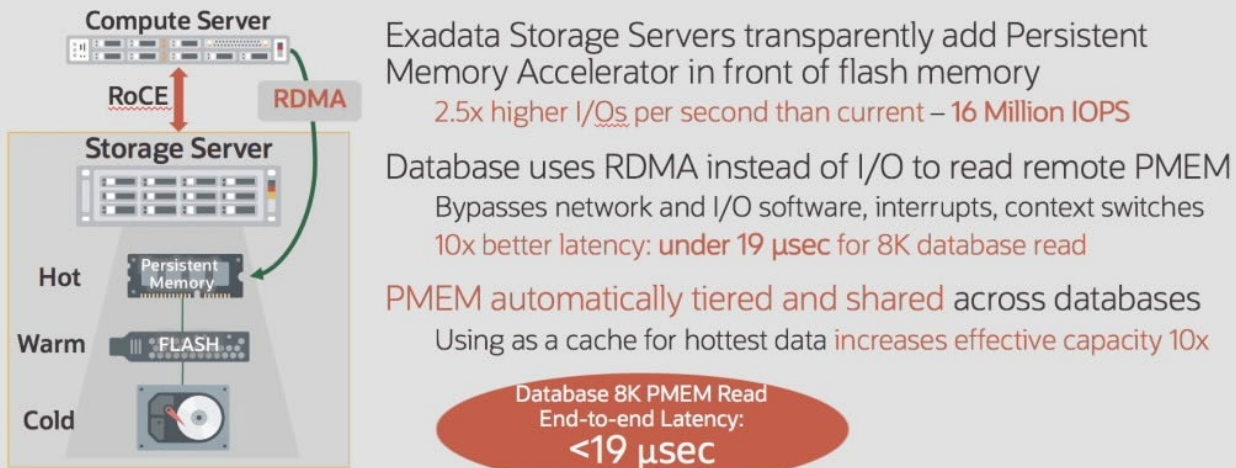 Compute Server
RoCE
RDMA
Storage Server
Hot
Persistent
Memory
Warm
FLASH
Cold
Exadata Storage Servers transparently add Persistent
Memory Accelerator in front of flash memory
2.5x higher I/Os per second than current – 16 Million IOPS
Database uses RDMA instead of I/O to read remote PMEM
Bypasses network and I/O software, interrupts, context switches
10x better latency: under 19 µsec for 8K database read
PMEM automatically tiered and shared across databases
Using as a cache for hottest data increases effective capacity 10x
Database 8K PMEM Read
End-to-end Latency:
<19 µsec